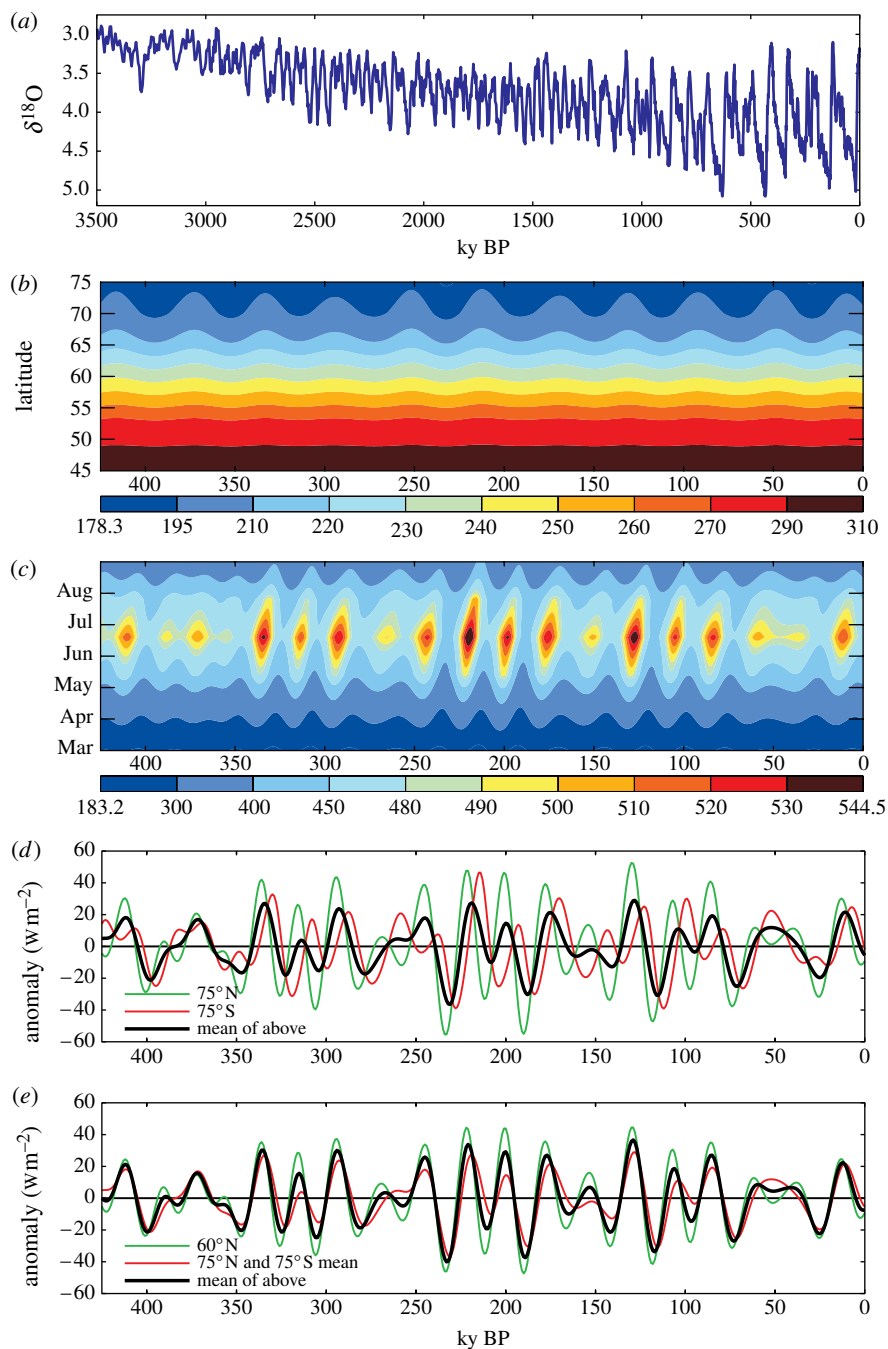 (a)
3.0
3.5
4.0
4.5
5.0
δ18O
3500 3000 2500 2000 1500 1000 500 0
ky BP
(b)
75
70
65
60
55
50
45
latitude
400 350 300 250 200 150 100 50 0
178.3 195 210 220 230 240 250 260 270 290 310
(c)
Aug
Jul
Jun
May
Apr
Mar
400 350 300 250 200 150 100 50 0
183.2 300 400 450 480 490 500 510 520 530 544.5
(d)
60
40
20
0
−20
−40
−60
anomaly (w m−2)
75°N
75°S
mean of above
400 350 300 250 200 150 100 50 0
(e)
60
40
20
0
−20
−40
−60
anomaly (w m−2)
60°N
75°N and 75°S mean
mean of above
400 350 300 250 200 150 100 50 0
ky BP